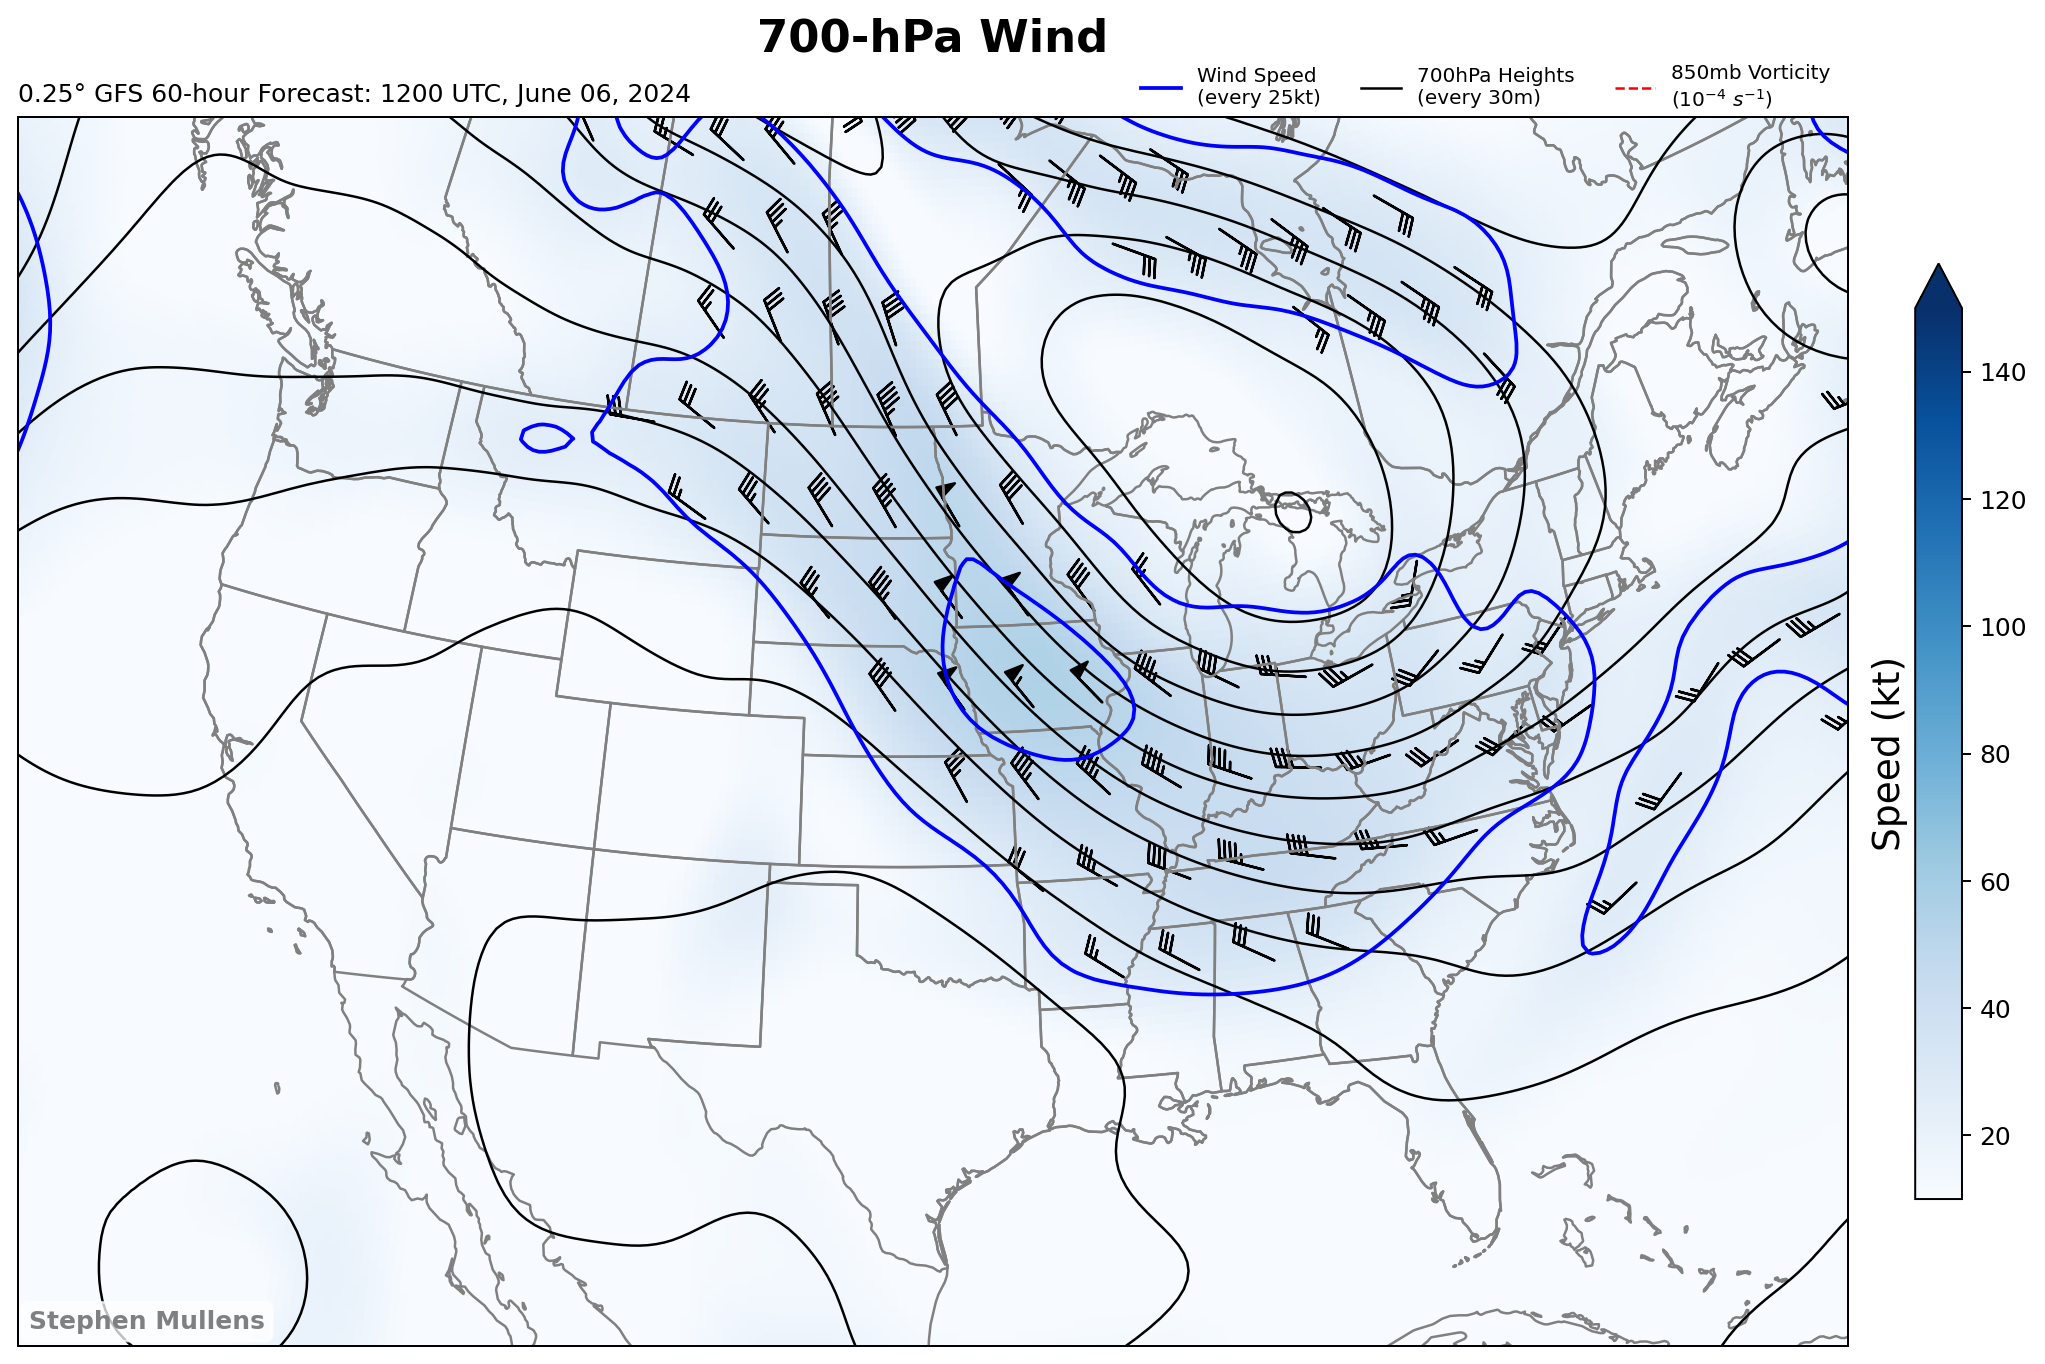 700-hPa Wind
0.25° GFS 60-hour Forecast: 1200 UTC, June 06, 2024
Wind Speed
(every 25kt)
700hPa Heights
(every 30m)
850mb Vorticity
(10⁻⁴ s⁻¹)
140
120
100
80
60
40
20
Speed (kt)
Stephen Mullens